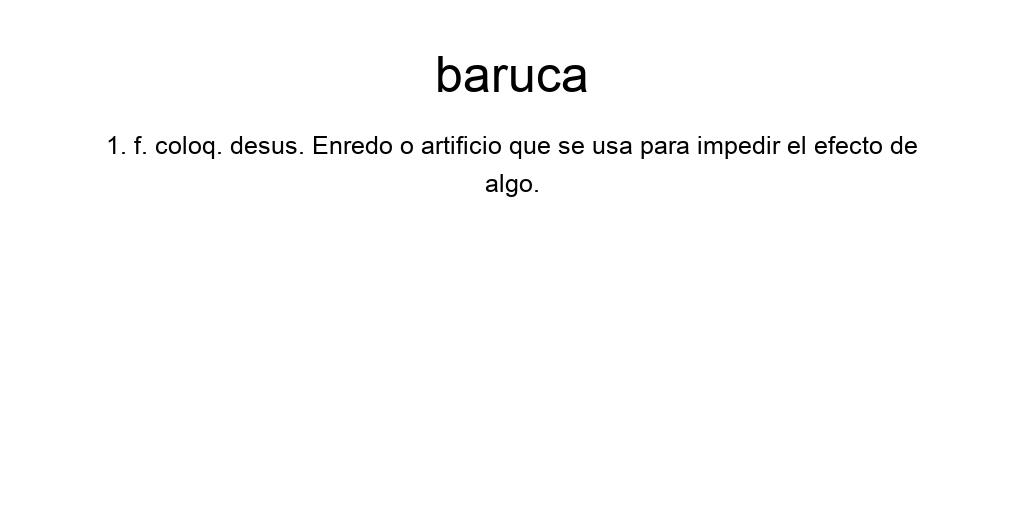 baruca
1. f. coloq. desus. Enredo o artificio que se usa para impedir el efecto de
algo.